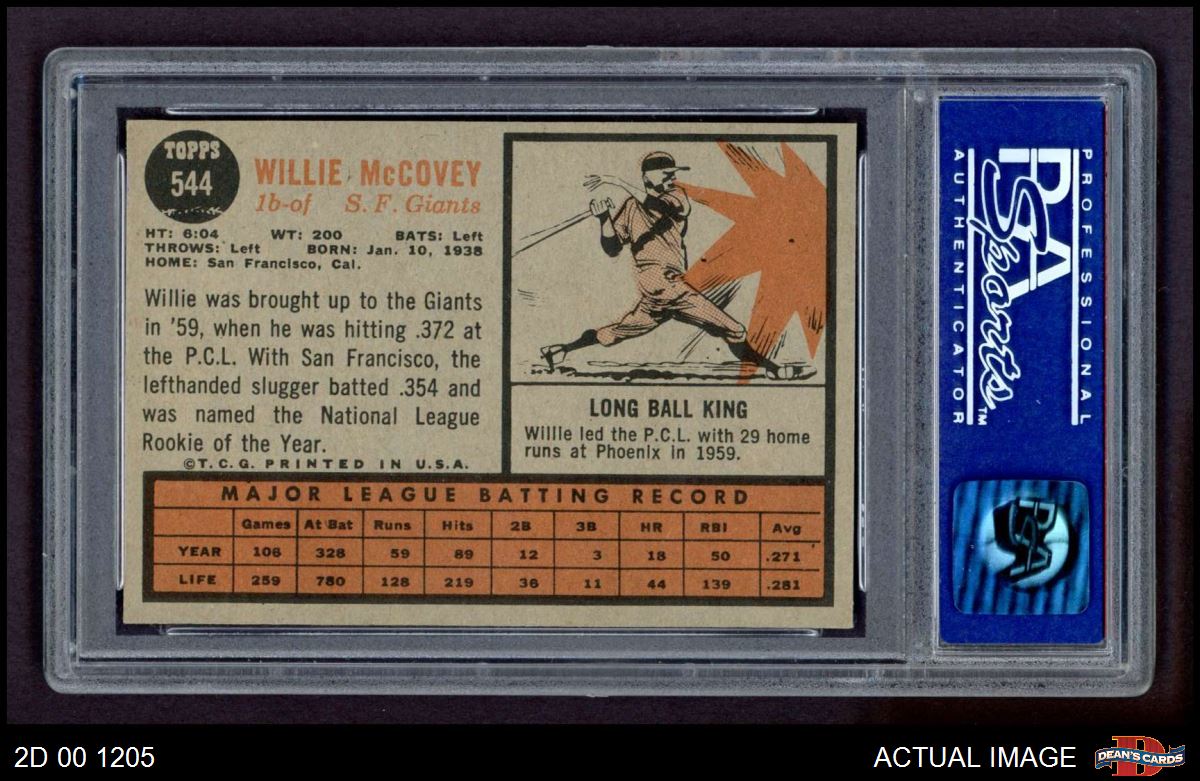 TOPPS
544
WILLIE McCOVEY
1b-of S. F. Giants
HT: 6:04 WT: 200 BATS: Left
THROWS: Left BORN: Jan. 10, 1938
HOME: San Francisco, Cal.
Willie was brought up to the Giants
in '59, when he was hitting .372 at
the P.C.L. With San Francisco, the
lefthanded slugger batted .354 and
was named the National League
Rookie of the Year.
©T.C.G. PRINTED IN U.S.A.
LONG BALL KING
Willie led the P.C.L. with 29 home
runs at Phoenix in 1959.
MAJOR LEAGUE BATTING RECORD
Games At Bat Runs Hits 2B 3B HR RBI Avg
YEAR 106 328 59 89 12 3 18 50 .271
LIFE 259 780 128 219 36 11 44 139 .281
PROFESSIONAL
PSA
Sports™
AUTHENTICATOR
PSA
2D 00 1205
ACTUAL IMAGE
DEAN'S CARDS